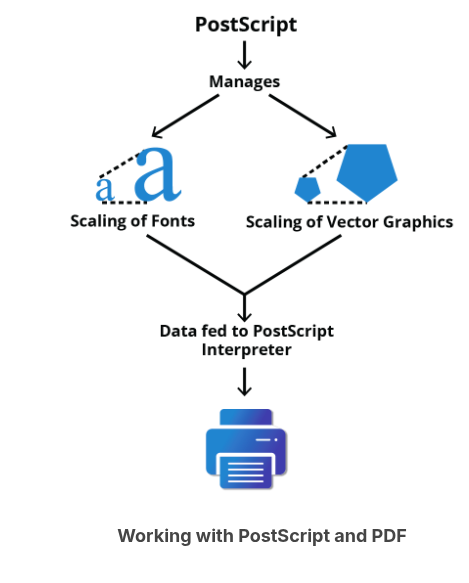 PostScript
Manages
a a
Scaling of Fonts
Scaling of Vector Graphics
Data fed to PostScript
Interpreter
Working with PostScript and PDF